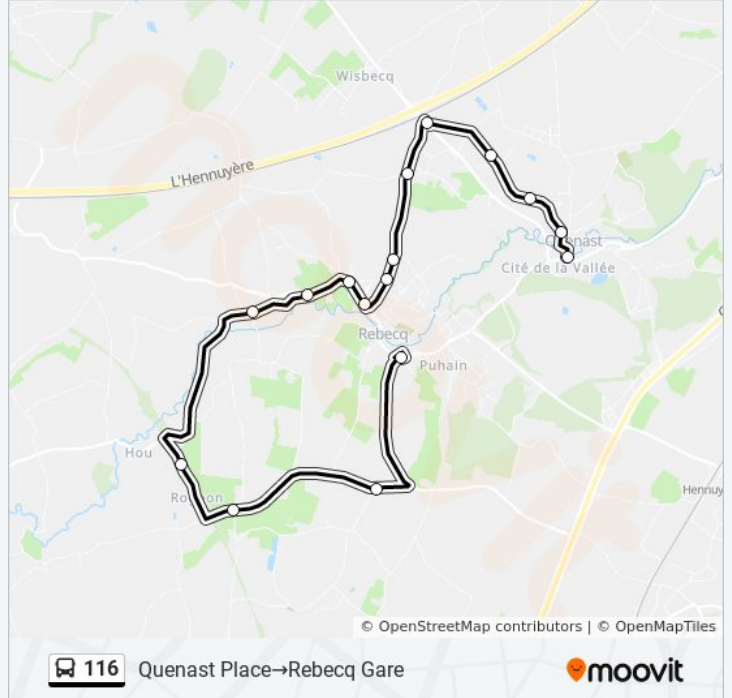 Wisbecq
L'Hennuyère
Quenast
Cité de la Vallée
Rebecq
Puhain
Hou
Hennuy
© OpenStreetMap contributors | © OpenMapTiles
116 Quenast Place→Rebecq Gare
moovit